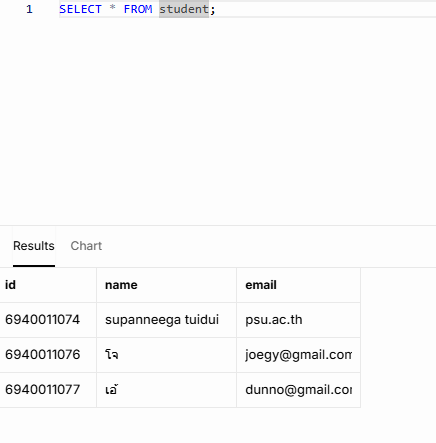 1 SELECT * FROM student;
Results Chart
id name email
6940011074 supanneega tuidui psu.ac.th
6940011076 โจ joegy@gmail.com
6940011077 เอ้ dunno@gmail.co